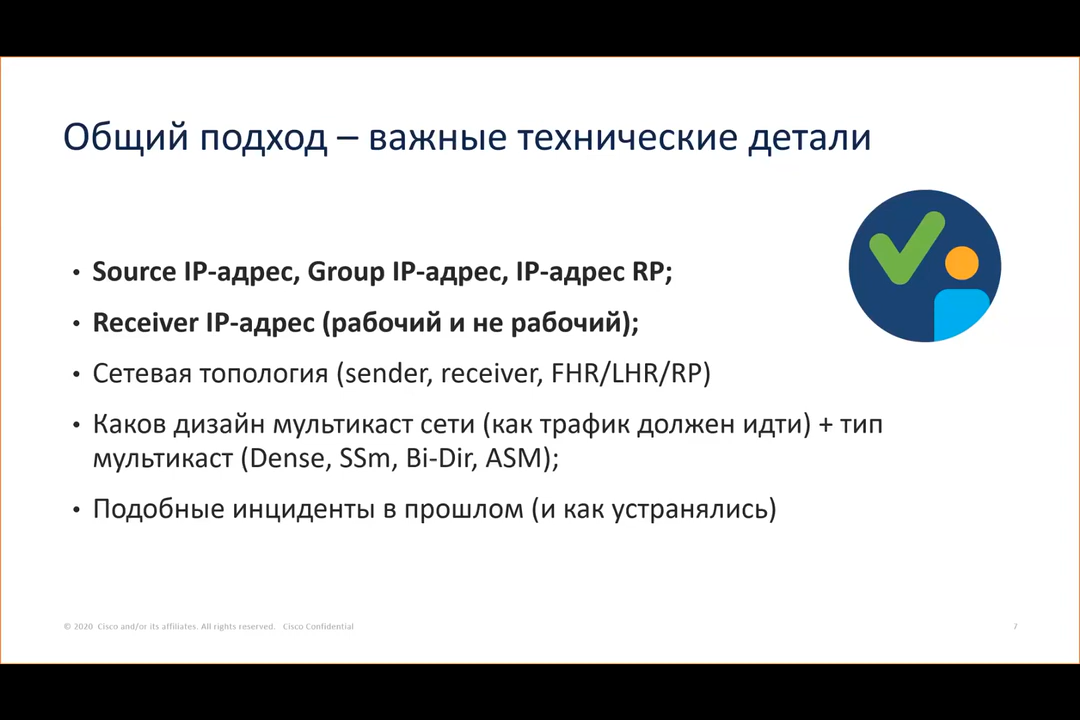 Общий подход – важные технические детали
• Source IP-адрес, Group IP-адрес, IP-адрес RP;
• Receiver IP-адрес (рабочий и не рабочий);
• Сетевая топология (sender, receiver, FHR/LHR/RP)
• Каков дизайн мультикаст сети (как трафик должен идти) + тип
мультикаст (Dense, SSm, Bi-Dir, ASM);
• Подобные инциденты в прошлом (и как устранялись)
© 2020 Cisco and/or its affiliates. All rights reserved. Cisco Confidential
7